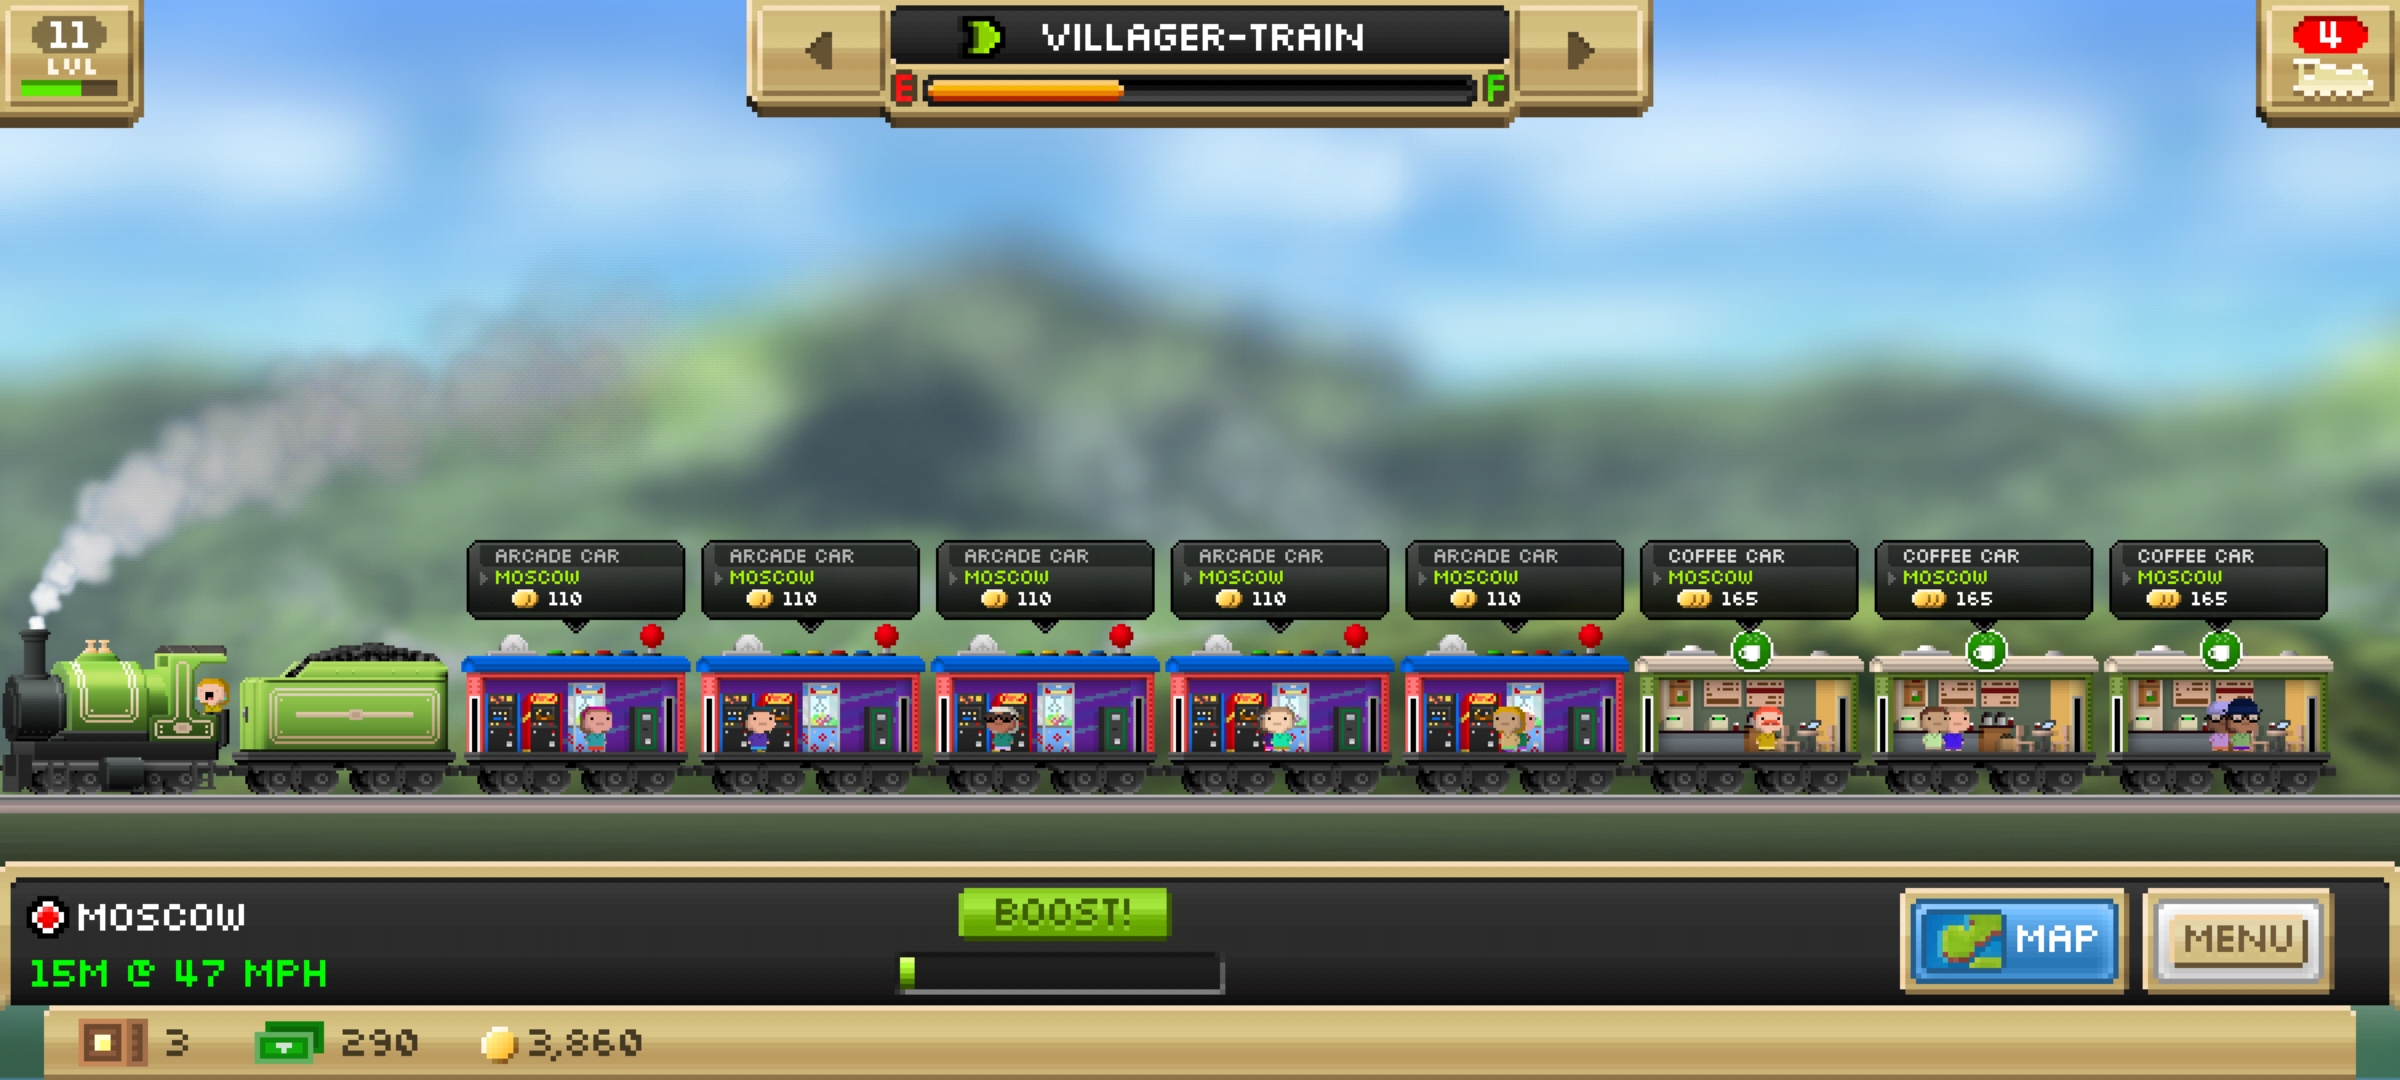 11
LVL
VILLAGER-TRAIN
E F
4
ARCADE CAR
MOSCOW
110
ARCADE CAR
MOSCOW
110
ARCADE CAR
MOSCOW
110
ARCADE CAR
MOSCOW
110
ARCADE CAR
MOSCOW
110
COFFEE CAR
MOSCOW
165
COFFEE CAR
MOSCOW
165
COFFEE CAR
MOSCOW
165
MOSCOW
15M @ 47 MPH
BOOST!
MAP
MENU
3
290
3,860